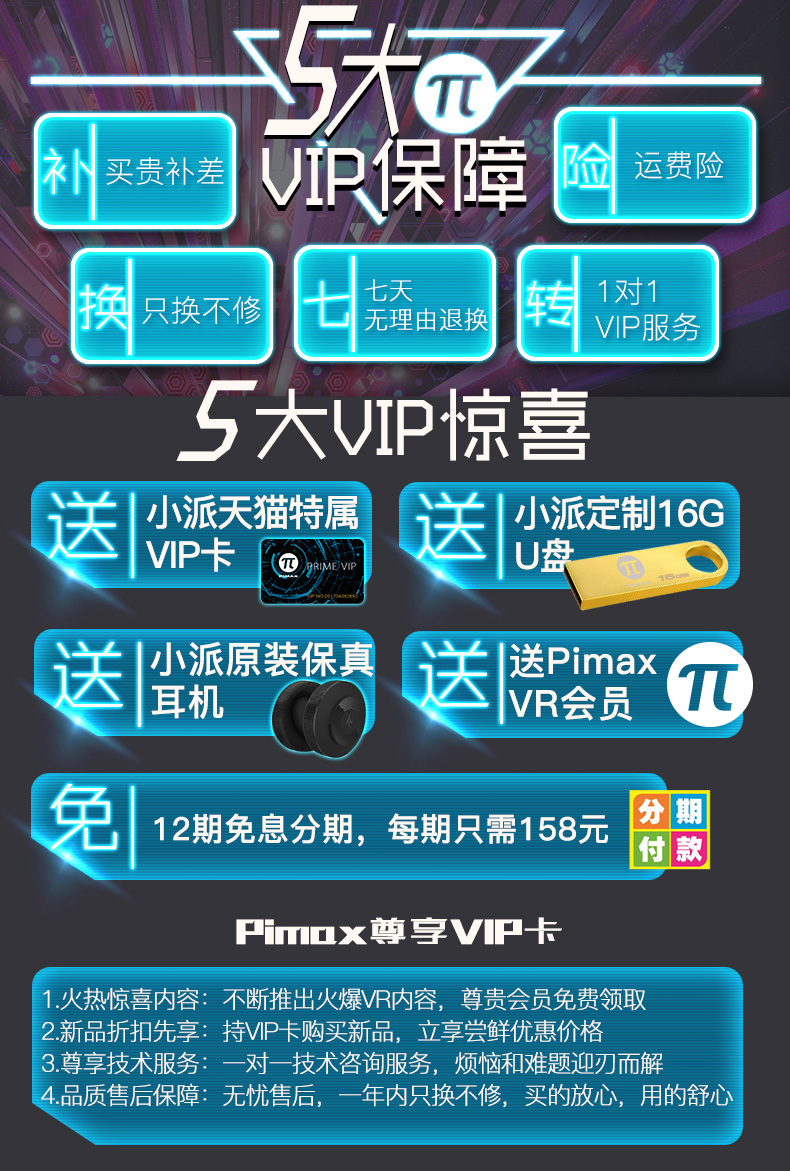 5大π
VIP保障
补 买贵补差
险 运费险
换 只换不修
七 七天
无理由退换
转 1对1
VIP服务
5大VIP惊喜
送 小派天猫特属
VIP卡
π
PIMAX
PRIME VIP
送 小派定制16G
U盘
π
送 小派原装保真
耳机
送 送Pimax
VR会员
π
免 12期免息分期，每期只需158元
分期
付款
Pimax尊享VIP卡
1.火热惊喜内容：不断推出火爆VR内容，尊贵会员免费领取
2.新品折扣先享：持VIP卡购买新品，立享尝鲜优惠价格
3.尊享技术服务：一对一技术咨询服务，烦恼和难题迎刃而解
4.品质售后保障：无忧售后，一年内只换不修，买的放心，用的舒心